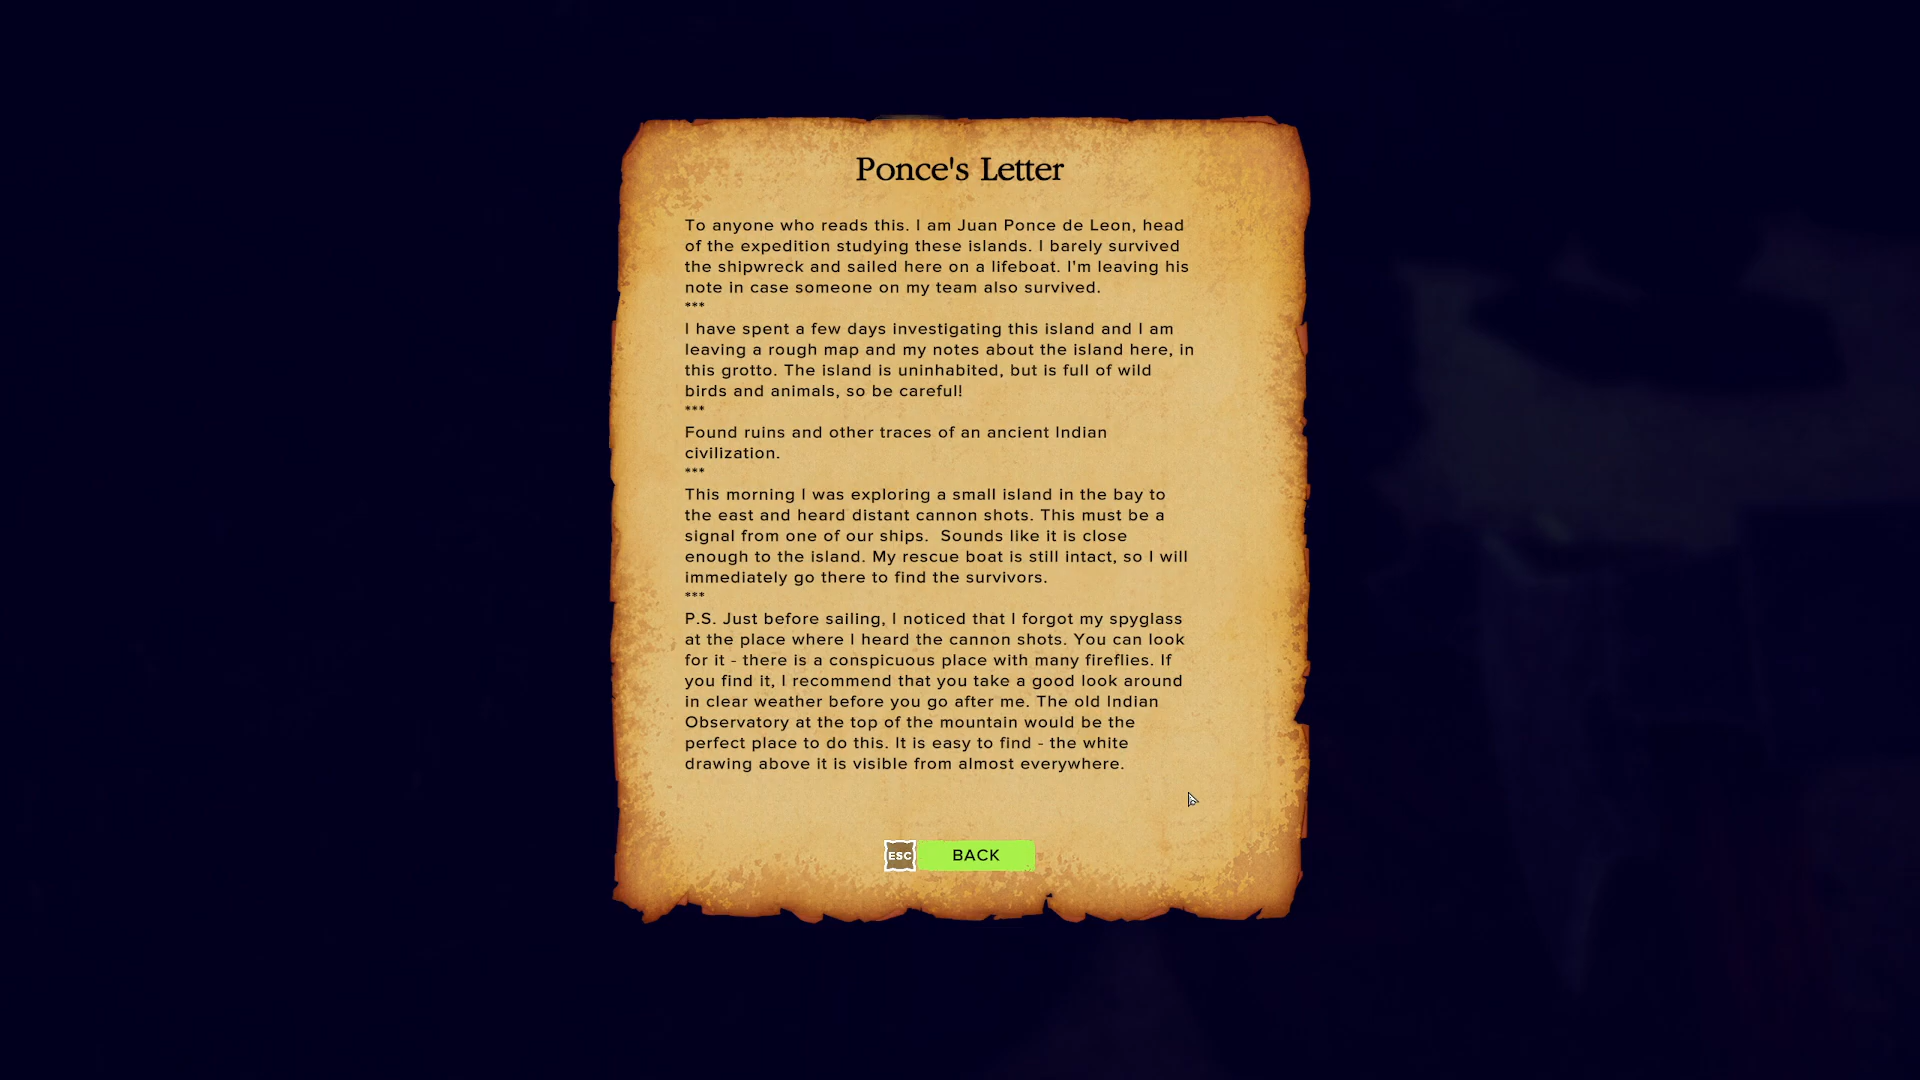 Ponce's Letter
To anyone who reads this. I am Juan Ponce de Leon, head
of the expedition studying these islands. I barely survived
the shipwreck and sailed here on a lifeboat. I'm leaving his
note in case someone on my team also survived.
***
I have spent a few days investigating this island and I am
leaving a rough map and my notes about the island here, in
this grotto. The island is uninhabited, but is full of wild
birds and animals, so be careful!
***
Found ruins and other traces of an ancient Indian
civilization.
***
This morning I was exploring a small island in the bay to
the east and heard distant cannon shots. This must be a
signal from one of our ships.  Sounds like it is close
enough to the island. My rescue boat is still intact, so I will
immediately go there to find the survivors.
***
P.S. Just before sailing, I noticed that I forgot my spyglass
at the place where I heard the cannon shots. You can look
for it - there is a conspicuous place with many fireflies. If
you find it, I recommend that you take a good look around
in clear weather before you go after me. The old Indian
Observatory at the top of the mountain would be the
perfect place to do this. It is easy to find - the white
drawing above it is visible from almost everywhere.
ESC BACK